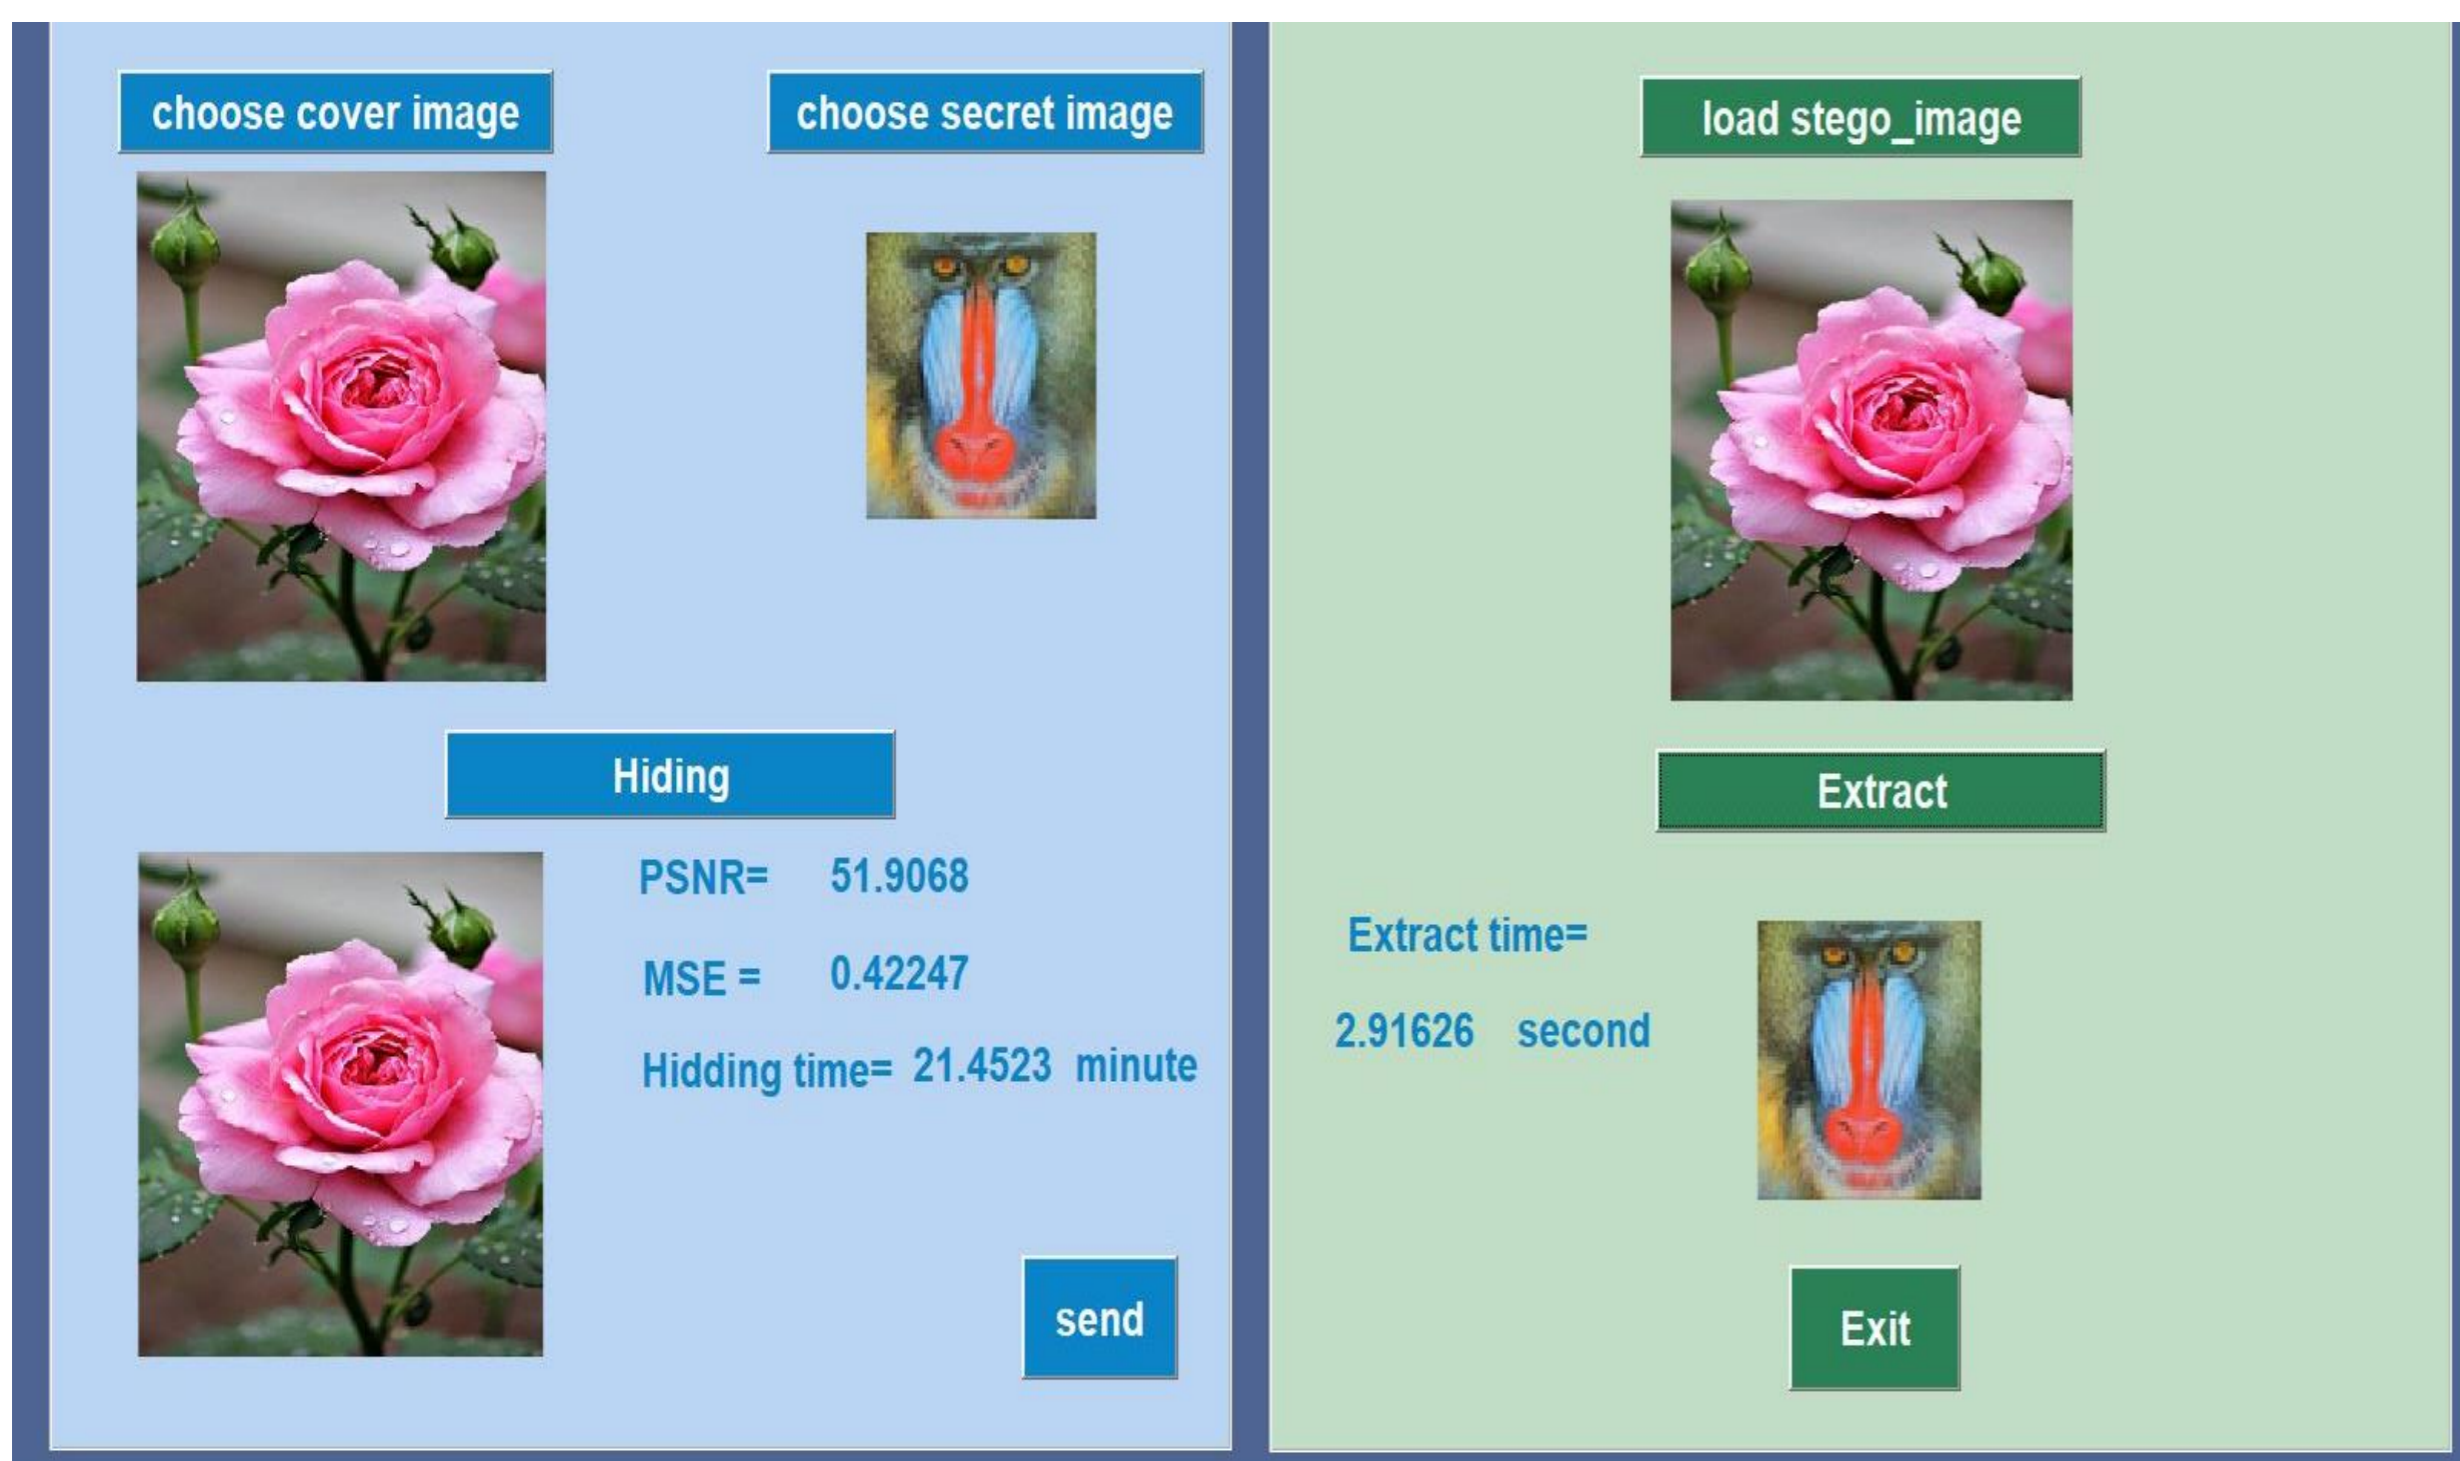 choose cover image
choose secret image
Hiding
PSNR= 51.9068
MSE = 0.42247
Hidding time= 21.4523 minute
send
load stego_image
Extract
Extract time=
2.91626 second
Exit